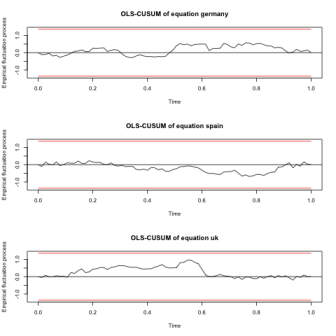 OLS-CUSUM of equation germany
Empirical fluctuation process
-1.0 0.0 1.0
0.0 0.2 0.4 0.6 0.8 1.0
Time
OLS-CUSUM of equation spain
Empirical fluctuation process
-1.0 0.0 1.0
0.0 0.2 0.4 0.6 0.8 1.0
Time
OLS-CUSUM of equation uk
Empirical fluctuation process
-1.0 0.0 1.0
0.0 0.2 0.4 0.6 0.8 1.0
Time